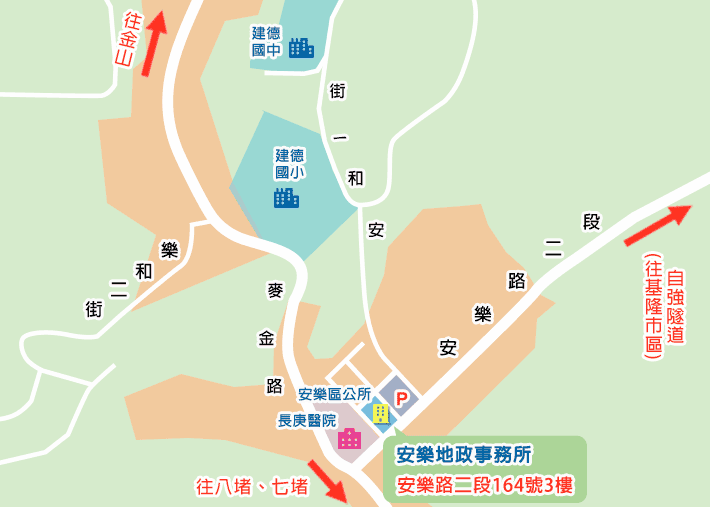 往金山
建德
國中
建德
國小
安和一街
安樂路二段
自強隧道
(往基隆市區)
樂和二街
麥金路
安樂區公所
P
長庚醫院
安樂地政事務所
安樂路二段164號3樓
往八堵、七堵